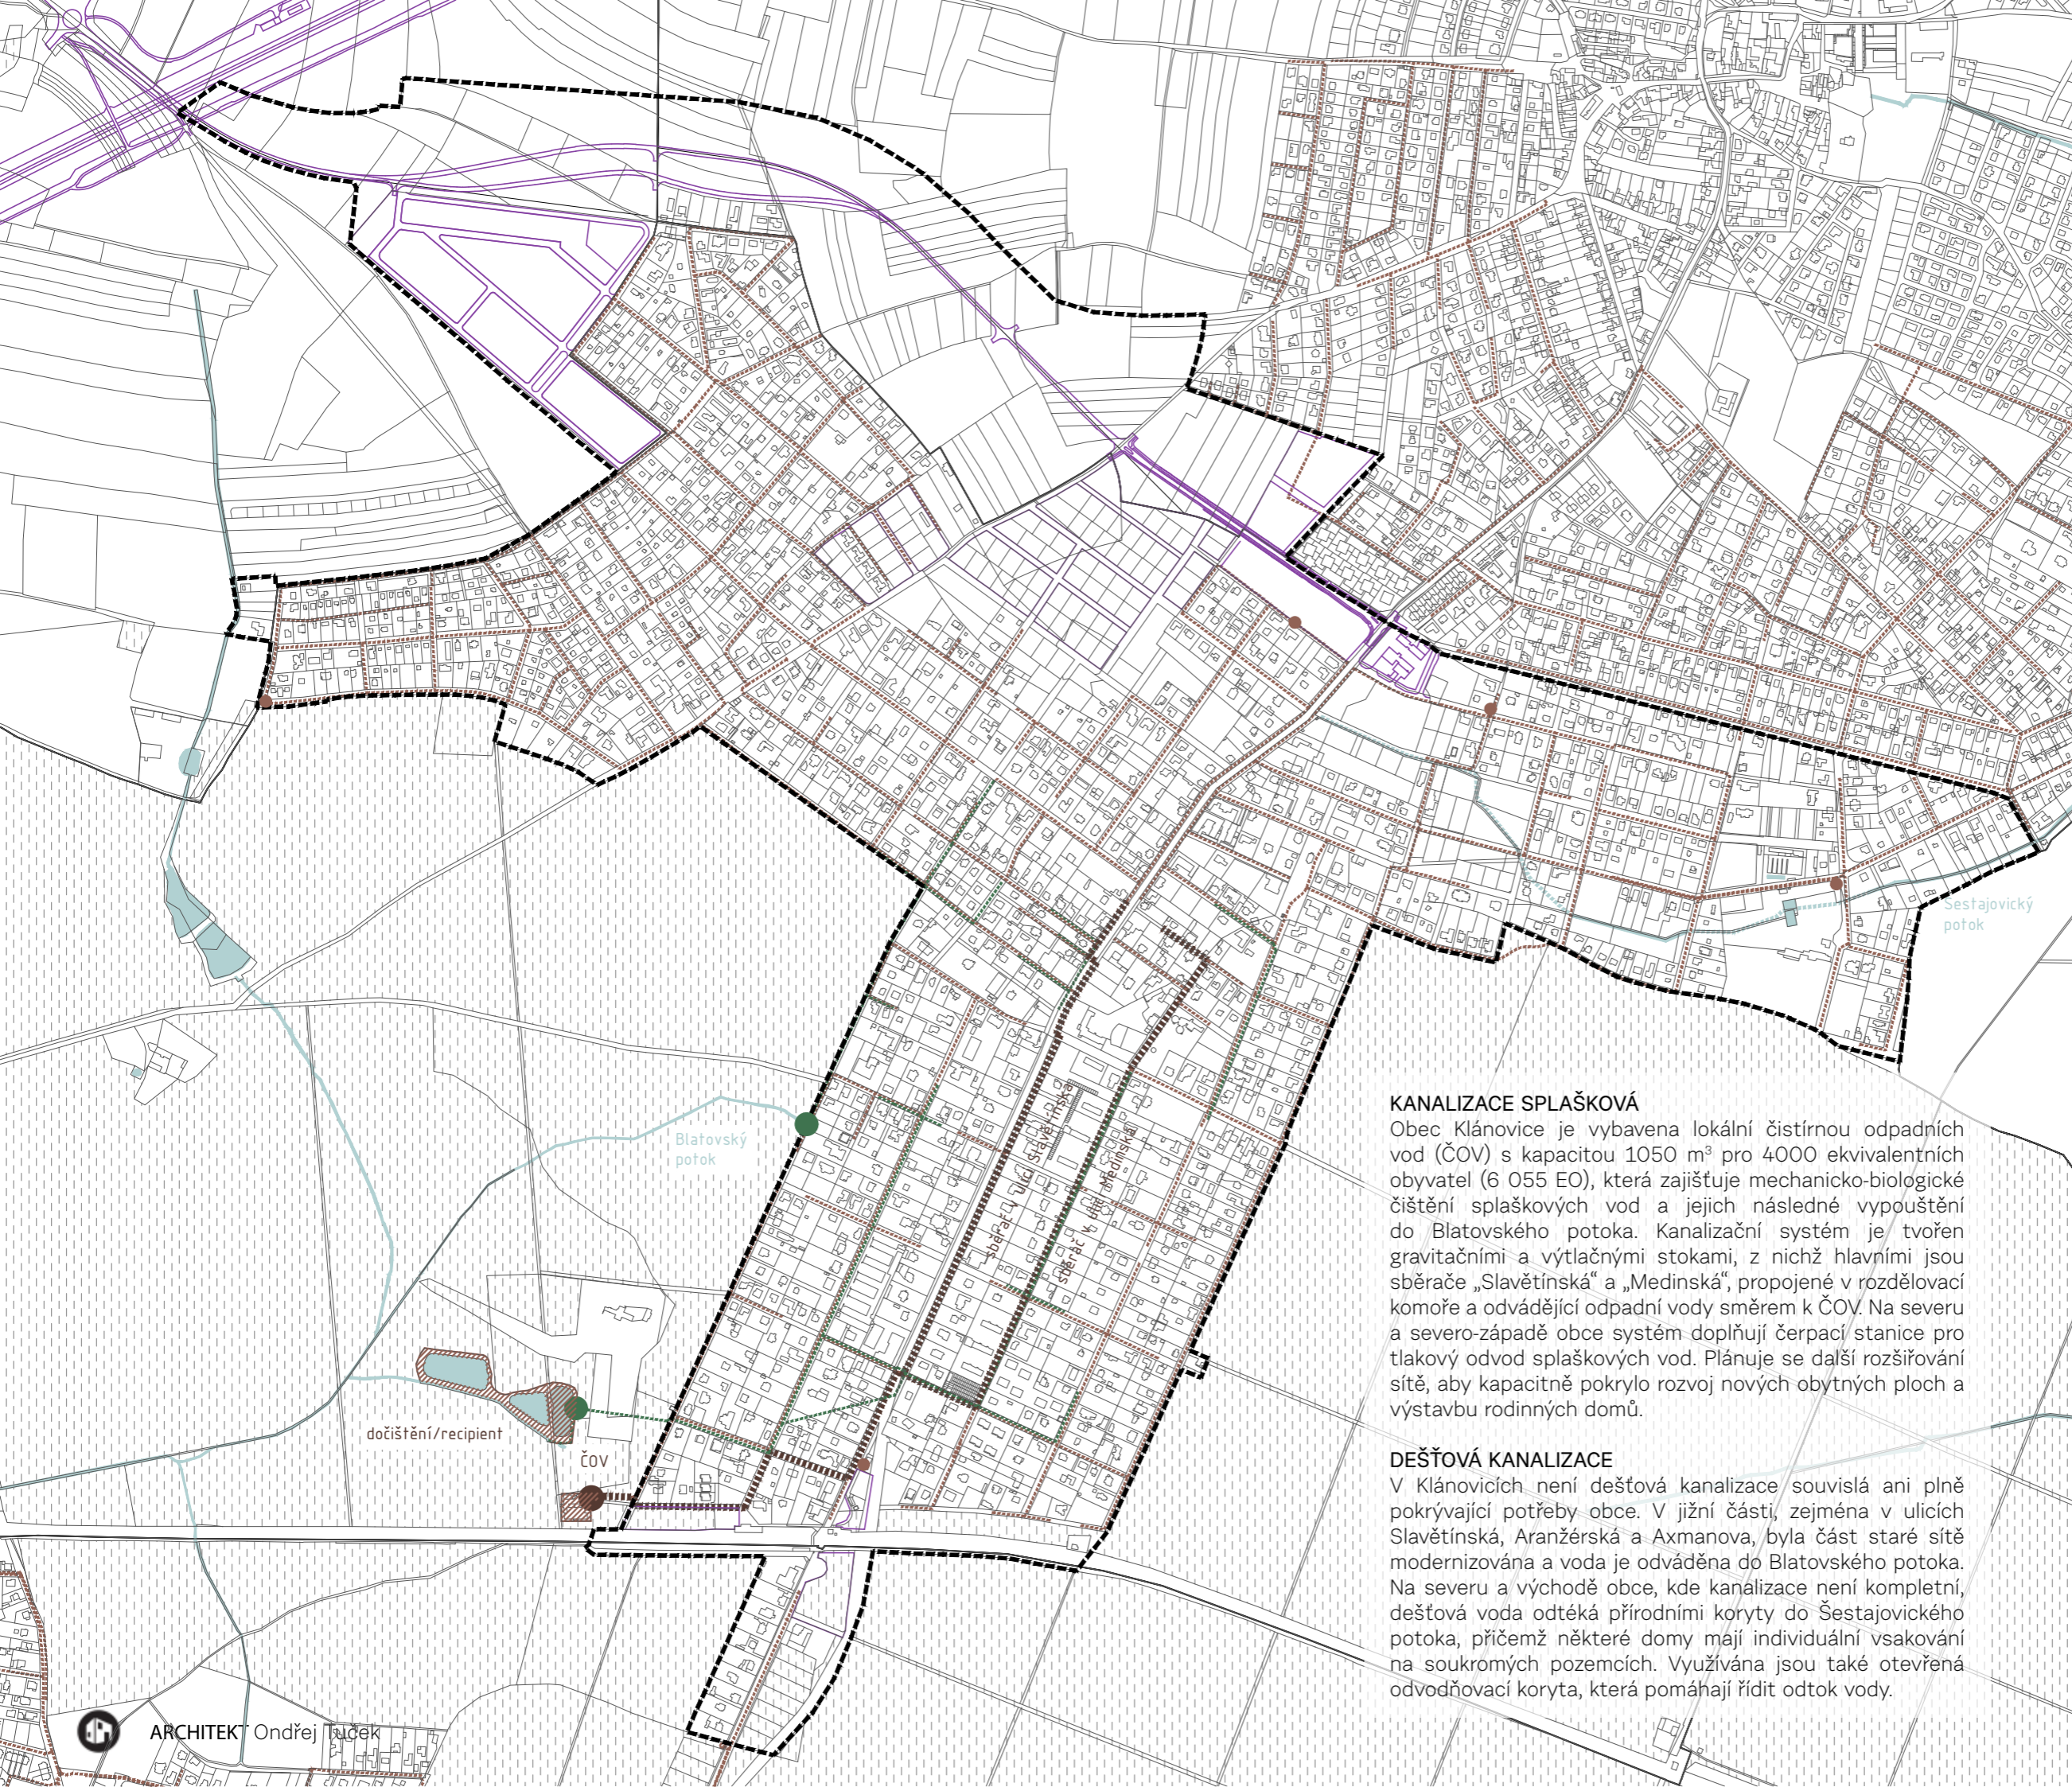 Šestajovický
potok
Blatovský
potok
sběrač v ulici Slavětínská
sběrač v ulici Medinská
dočištění/recipient
ČOV
KANALIZACE SPLAŠKOVÁ
Obec Klánovice je vybavena lokální čistírnou odpadních
vod (ČOV) s kapacitou 1050 m³ pro 4000 ekvivalentních
obyvatel (6 055 EO), která zajišťuje mechanicko-biologické
čištění splaškových vod a jejich následné vypouštění
do Blatovského potoka. Kanalizační systém je tvořen
gravitačními a výtlačnými stokami, z nichž hlavními jsou
sběrače „Slavětínská“ a „Medinská“, propojené v rozdělovací
komoře a odvádějící odpadní vody směrem k ČOV. Na severu
a severo-západě obce systém doplňují čerpací stanice pro
tlakový odvod splaškových vod. Plánuje se další rozšiřování
sítě, aby kapacitně pokrylo rozvoj nových obytných ploch a
výstavbu rodinných domů.
DEŠŤOVÁ KANALIZACE
V Klánovicích není dešťová kanalizace souvislá ani plně
pokrývající potřeby obce. V jižní části, zejména v ulicích
Slavětínská, Aranžérská a Axmanova, byla část staré sítě
modernizována a voda je odváděna do Blatovského potoka.
Na severu a východě obce, kde kanalizace není kompletní,
dešťová voda odtéká přírodními koryty do Šestajovického
potoka, přičemž některé domy mají individuální vsakování
na soukromých pozemcích. Využívána jsou také otevřená
odvodňovací koryta, která pomáhají řídit odtok vody.
ARCHITEKT Ondřej Tuček